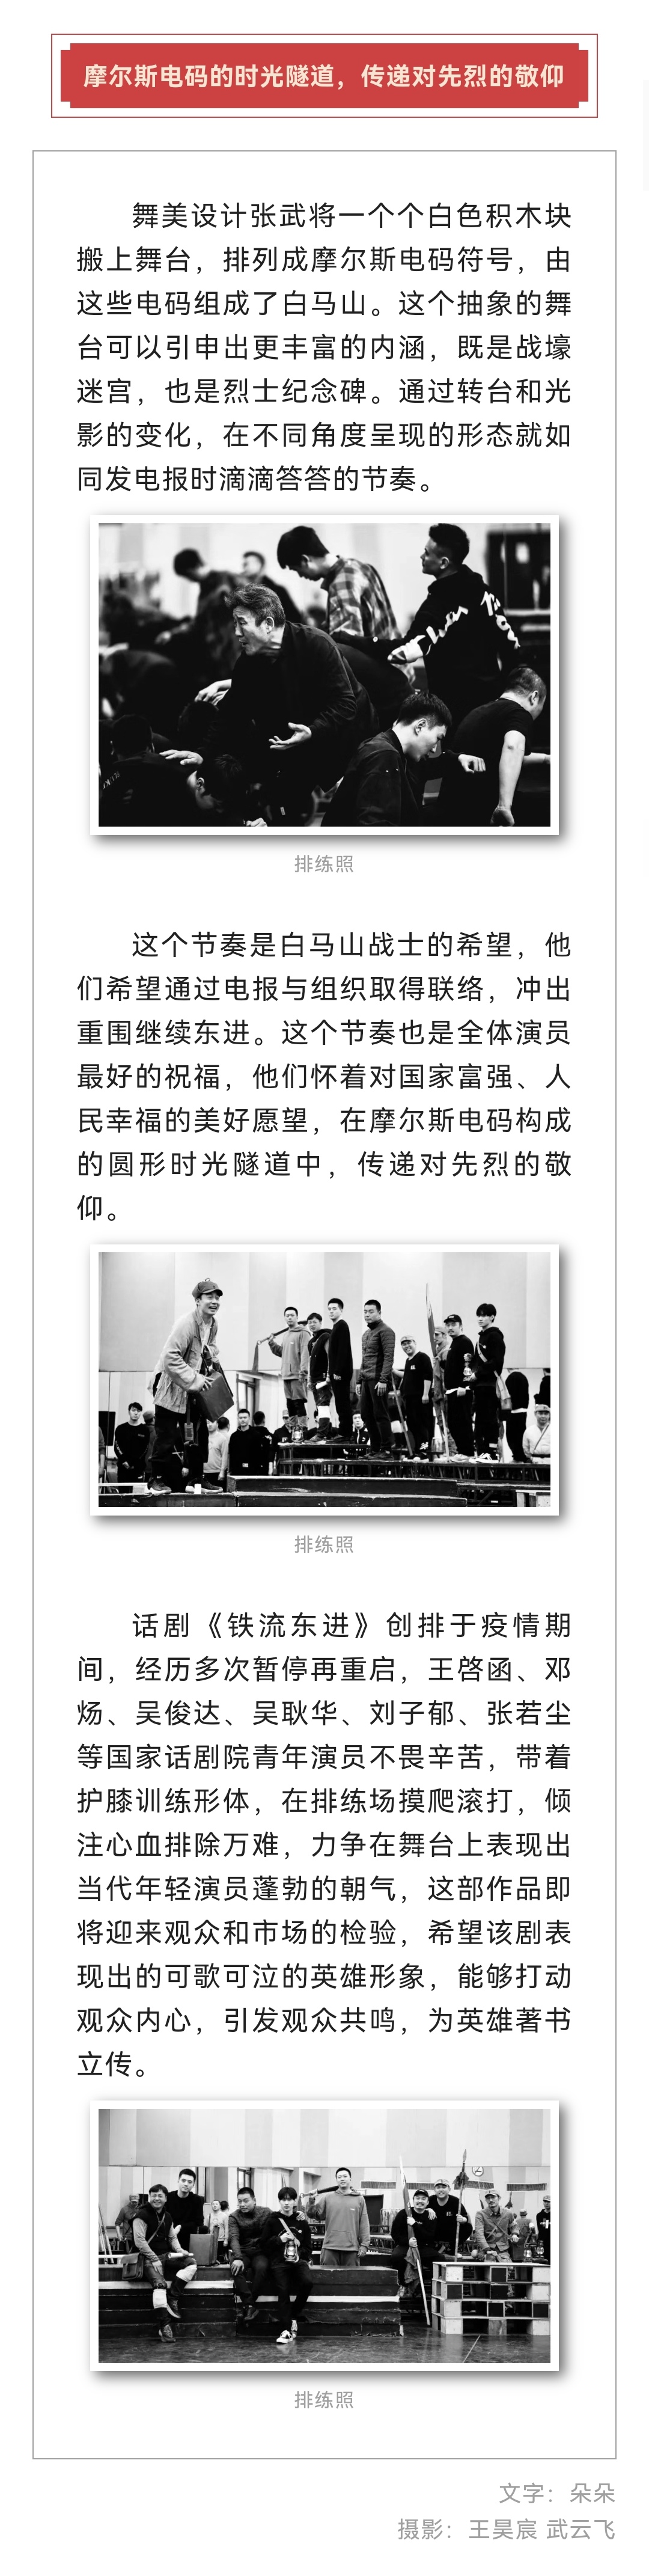 摩尔斯电码的时光隧道，传递对先烈的敬仰
舞美设计张武将一个个白色积木块
搬上舞台，排列成摩尔斯电码符号，由
这些电码组成了白马山。这个抽象的舞
台可以引申出更丰富的内涵，既是战壕
迷宫，也是烈士纪念碑。通过转台和光
影的变化，在不同角度呈现的形态就如
同发电报时滴滴答答的节奏。
排练照
这个节奏是白马山战士的希望，他
们希望通过电报与组织取得联络，冲出
重围继续东进。这个节奏也是全体演员
最好的祝福，他们怀着对国家富强、人
民幸福的美好愿望，在摩尔斯电码构成
的圆形时光隧道中，传递对先烈的敬
仰。
排练照
话剧《铁流东进》创排于疫情期
间，经历多次暂停再重启，王啓函、邓
炀、吴俊达、吴耿华、刘子郁、张若尘
等国家话剧院青年演员不畏辛苦，带着
护膝训练形体，在排练场摸爬滚打，倾
注心血排除万难，力争在舞台上表现出
当代年轻演员蓬勃的朝气，这部作品即
将迎来观众和市场的检验，希望该剧表
现出的可歌可泣的英雄形象，能够打动
观众内心，引发观众共鸣，为英雄著书
立传。
排练照
文字：朵朵
摄影：王昊宸 武云飞